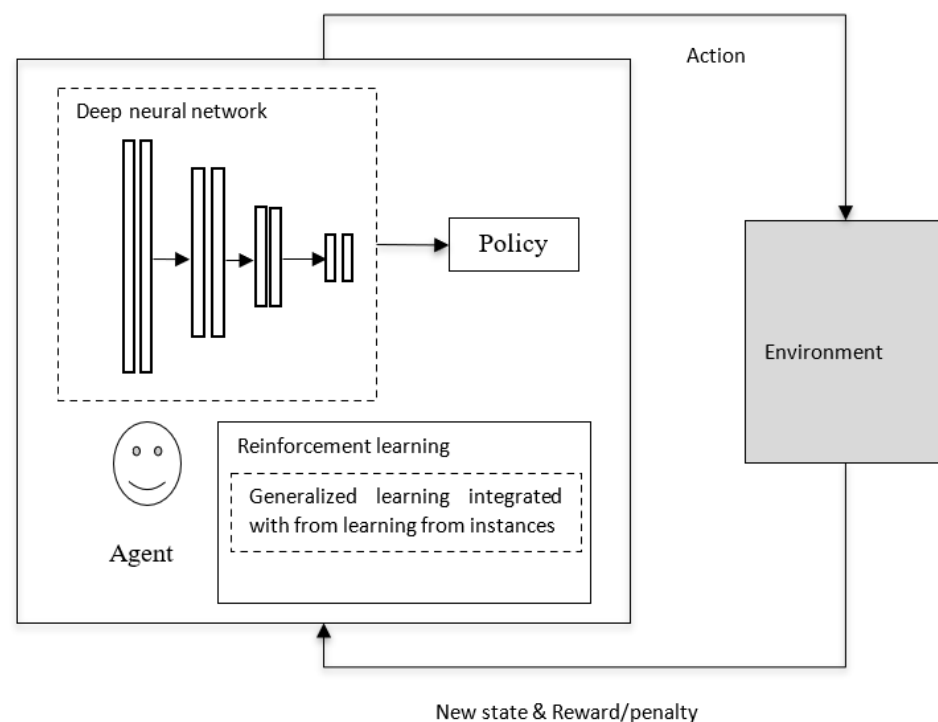 Action
Deep neural network
Policy
Environment
Reinforcement learning
Generalized learning integrated
with from learning from instances
Agent
New state & Reward/penalty